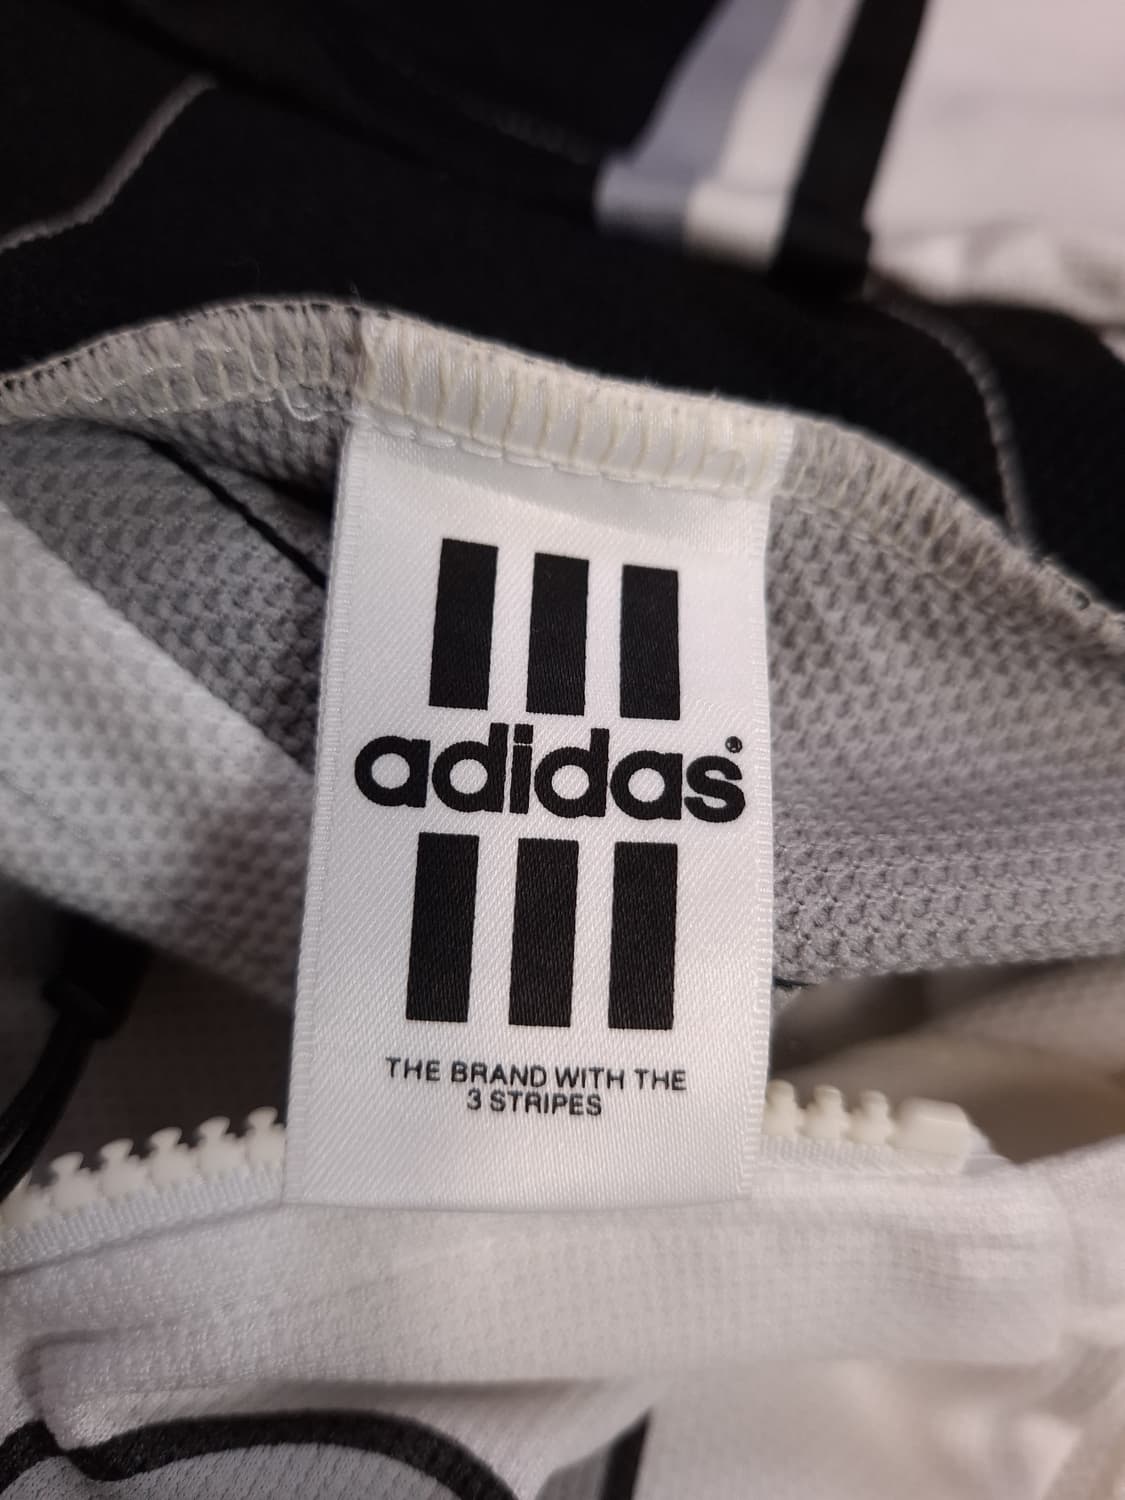 adidas®
THE BRAND WITH THE
3 STRIPES